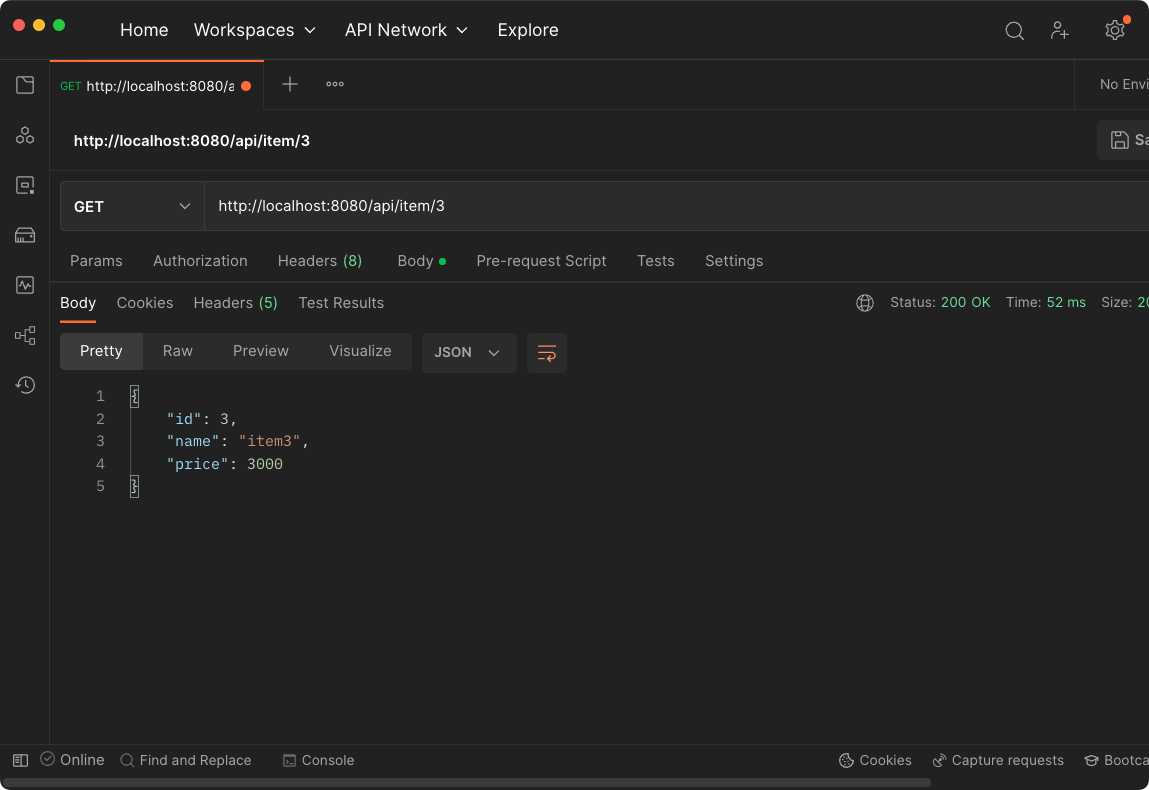 Home Workspaces API Network Explore
GET http://localhost:8080/a No Envi
http://localhost:8080/api/item/3 Sa
GET http://localhost:8080/api/item/3
Params Authorization Headers (8) Body Pre-request Script Tests Settings
Body Cookies Headers (5) Test Results Status: 200 OK Time: 52 ms Size: 20
Pretty Raw Preview Visualize JSON
1 {
2 "id": 3,
3 "name": "item3",
4 "price": 3000
5 }
Online Find and Replace Console Cookies Capture requests Bootca